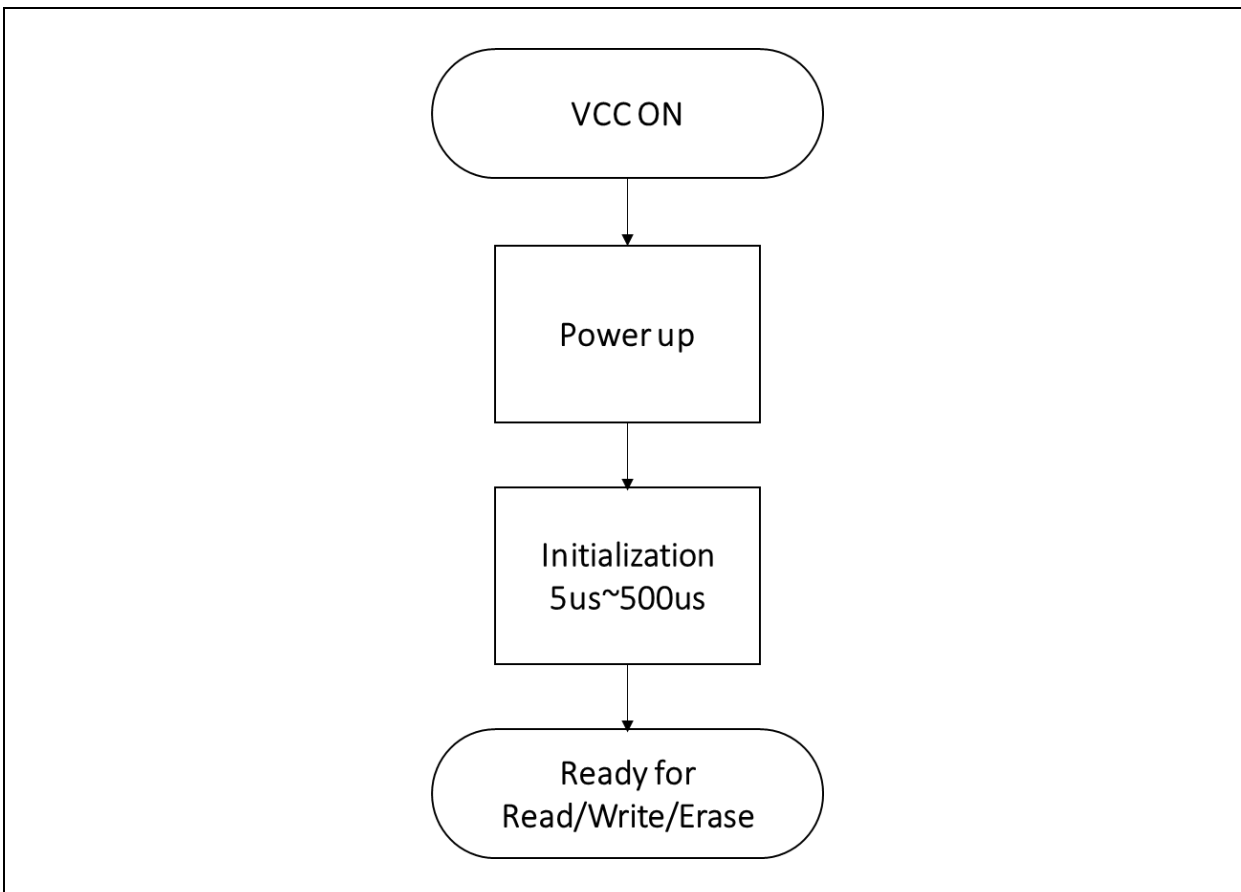 VCC ON
Power up
Initialization
5us~500us
Ready for
Read/Write/Erase